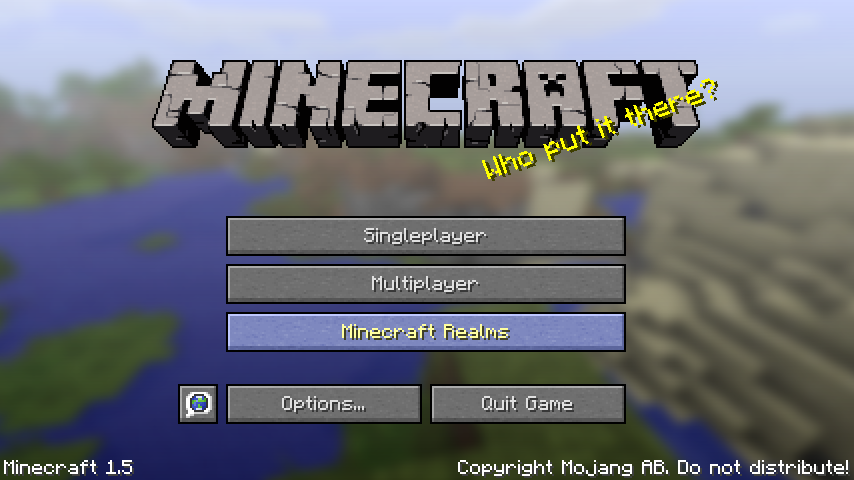 MINECRAFT
Who put it there?
Singleplayer
Multiplayer
Minecraft Realms
Options... Quit Game
Minecraft 1.5 Copyright Mojang AB. Do not distribute!